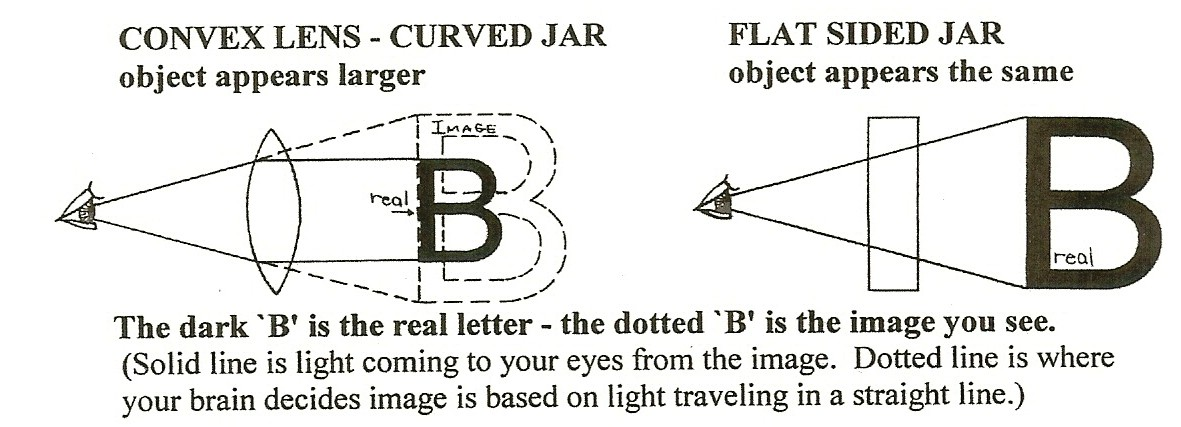 CONVEX LENS - CURVED JAR
object appears larger
FLAT SIDED JAR
object appears the same
IMAGE
real
B
B
real
The dark `B' is the real letter - the dotted `B' is the image you see.
(Solid line is light coming to your eyes from the image.  Dotted line is where
your brain decides image is based on light traveling in a straight line.)